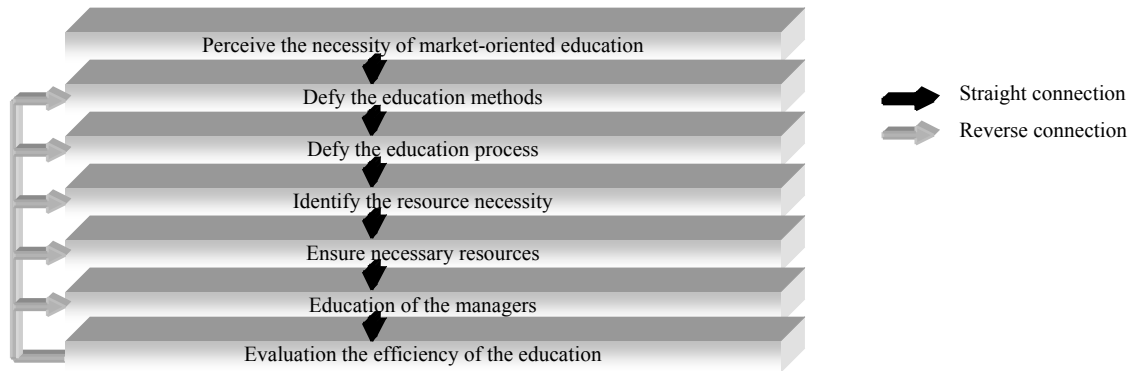 Perceive the necessity of market-oriented education
Defy the education methods
Defy the education process
Identify the resource necessity
Ensure necessary resources
Education of the managers
Evaluation the efficiency of the education
Straight connection
Reverse connection